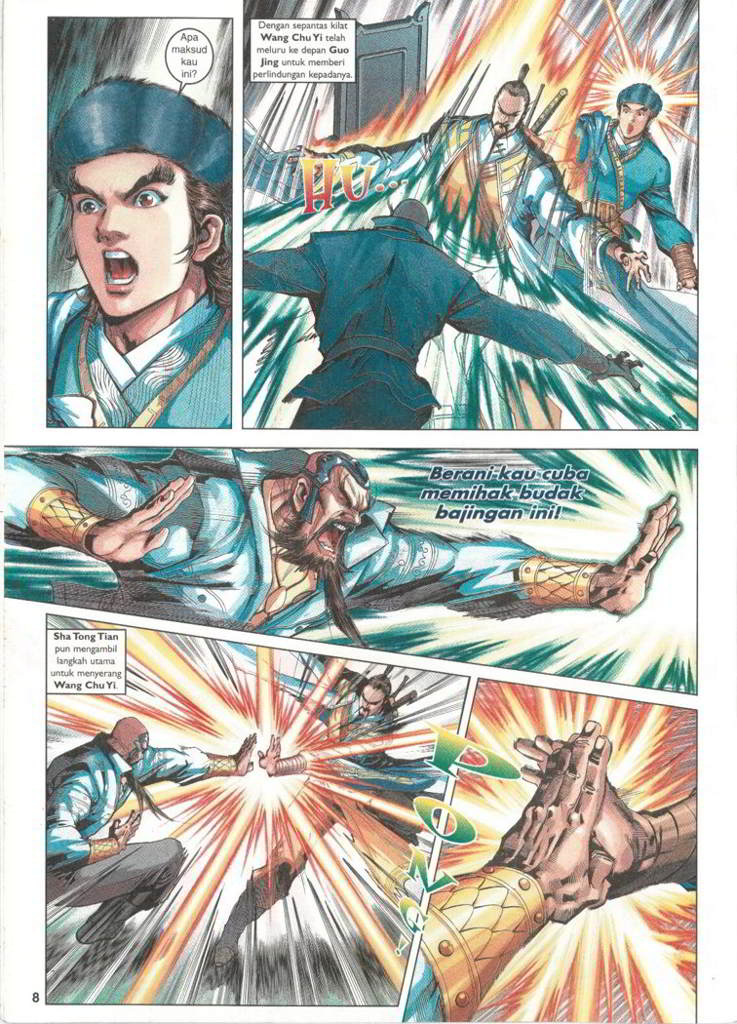 Apa
maksud
kau
ini?
Dengan sepantas kilat
Wang Chu Yi telah
meluru ke depan Guo
Jing untuk memberi
perlindungan kepadanya.
HU...
Berani-kau cuba
memihak budak
bajingan ini!
Sha Tong Tian
pun mengambil
langkah utama
untuk menyerang
Wang Chu Yi.
PONG!
8